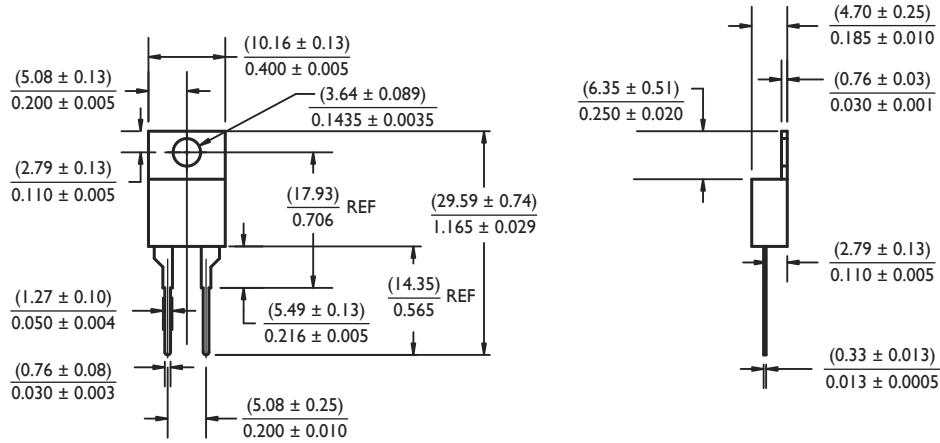 (10.16 ± 0.13)
0.400 ± 0.005
(5.08 ± 0.13)
0.200 ± 0.005
(3.64 ± 0.089)
0.1435 ± 0.0035
(2.79 ± 0.13)
0.110 ± 0.005
(17.93)
0.706 REF
(29.59 ± 0.74)
1.165 ± 0.029
(14.35)
0.565 REF
(1.27 ± 0.10)
0.050 ± 0.004
(5.49 ± 0.13)
0.216 ± 0.005
(0.76 ± 0.08)
0.030 ± 0.003
(5.08 ± 0.25)
0.200 ± 0.010
(4.70 ± 0.25)
0.185 ± 0.010
(0.76 ± 0.03)
0.030 ± 0.001
(6.35 ± 0.51)
0.250 ± 0.020
(2.79 ± 0.13)
0.110 ± 0.005
(0.33 ± 0.013)
0.013 ± 0.0005